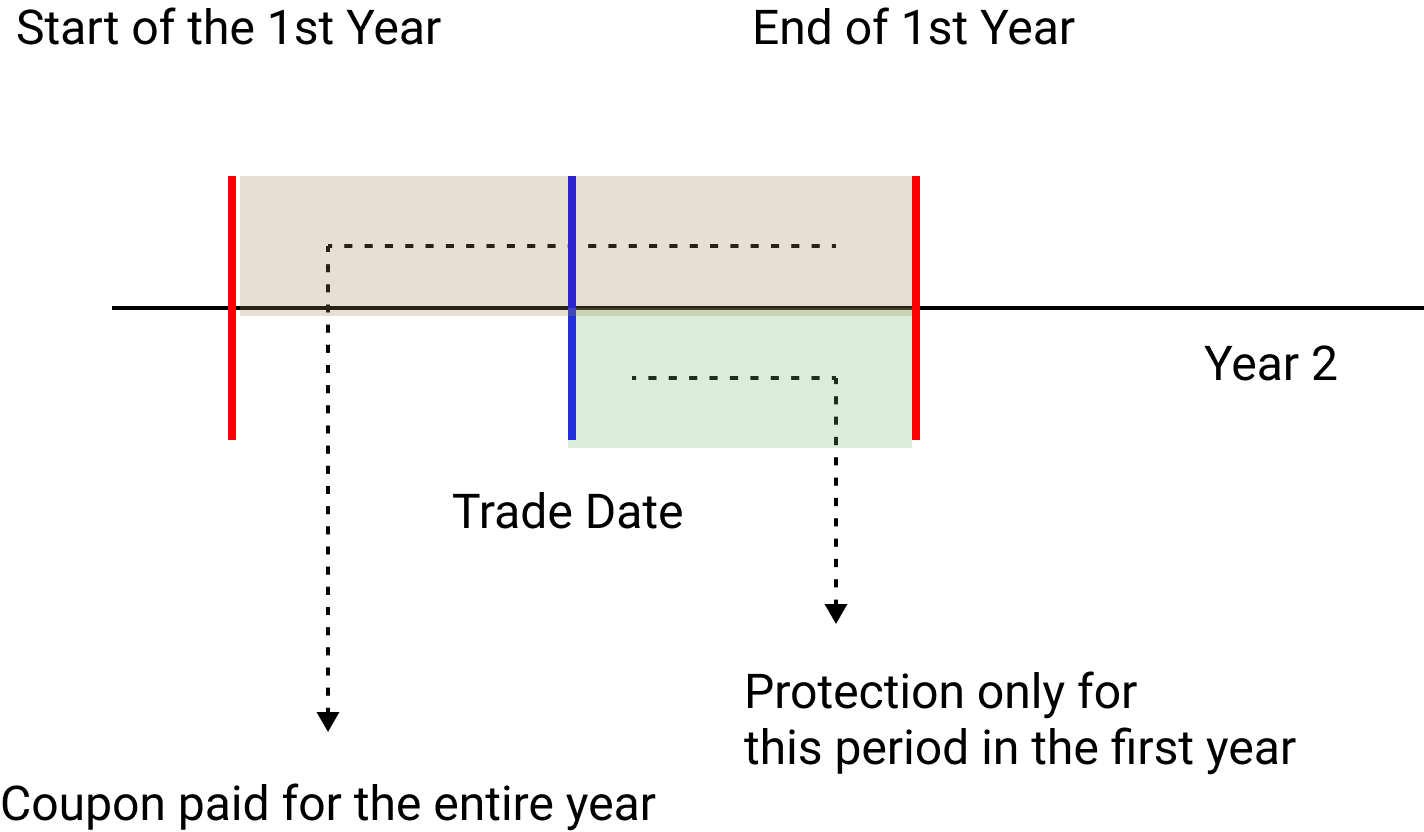 Start of the 1st Year
End of 1st Year
Year 2
Trade Date
Protection only for
this period in the first year
Coupon paid for the entire year